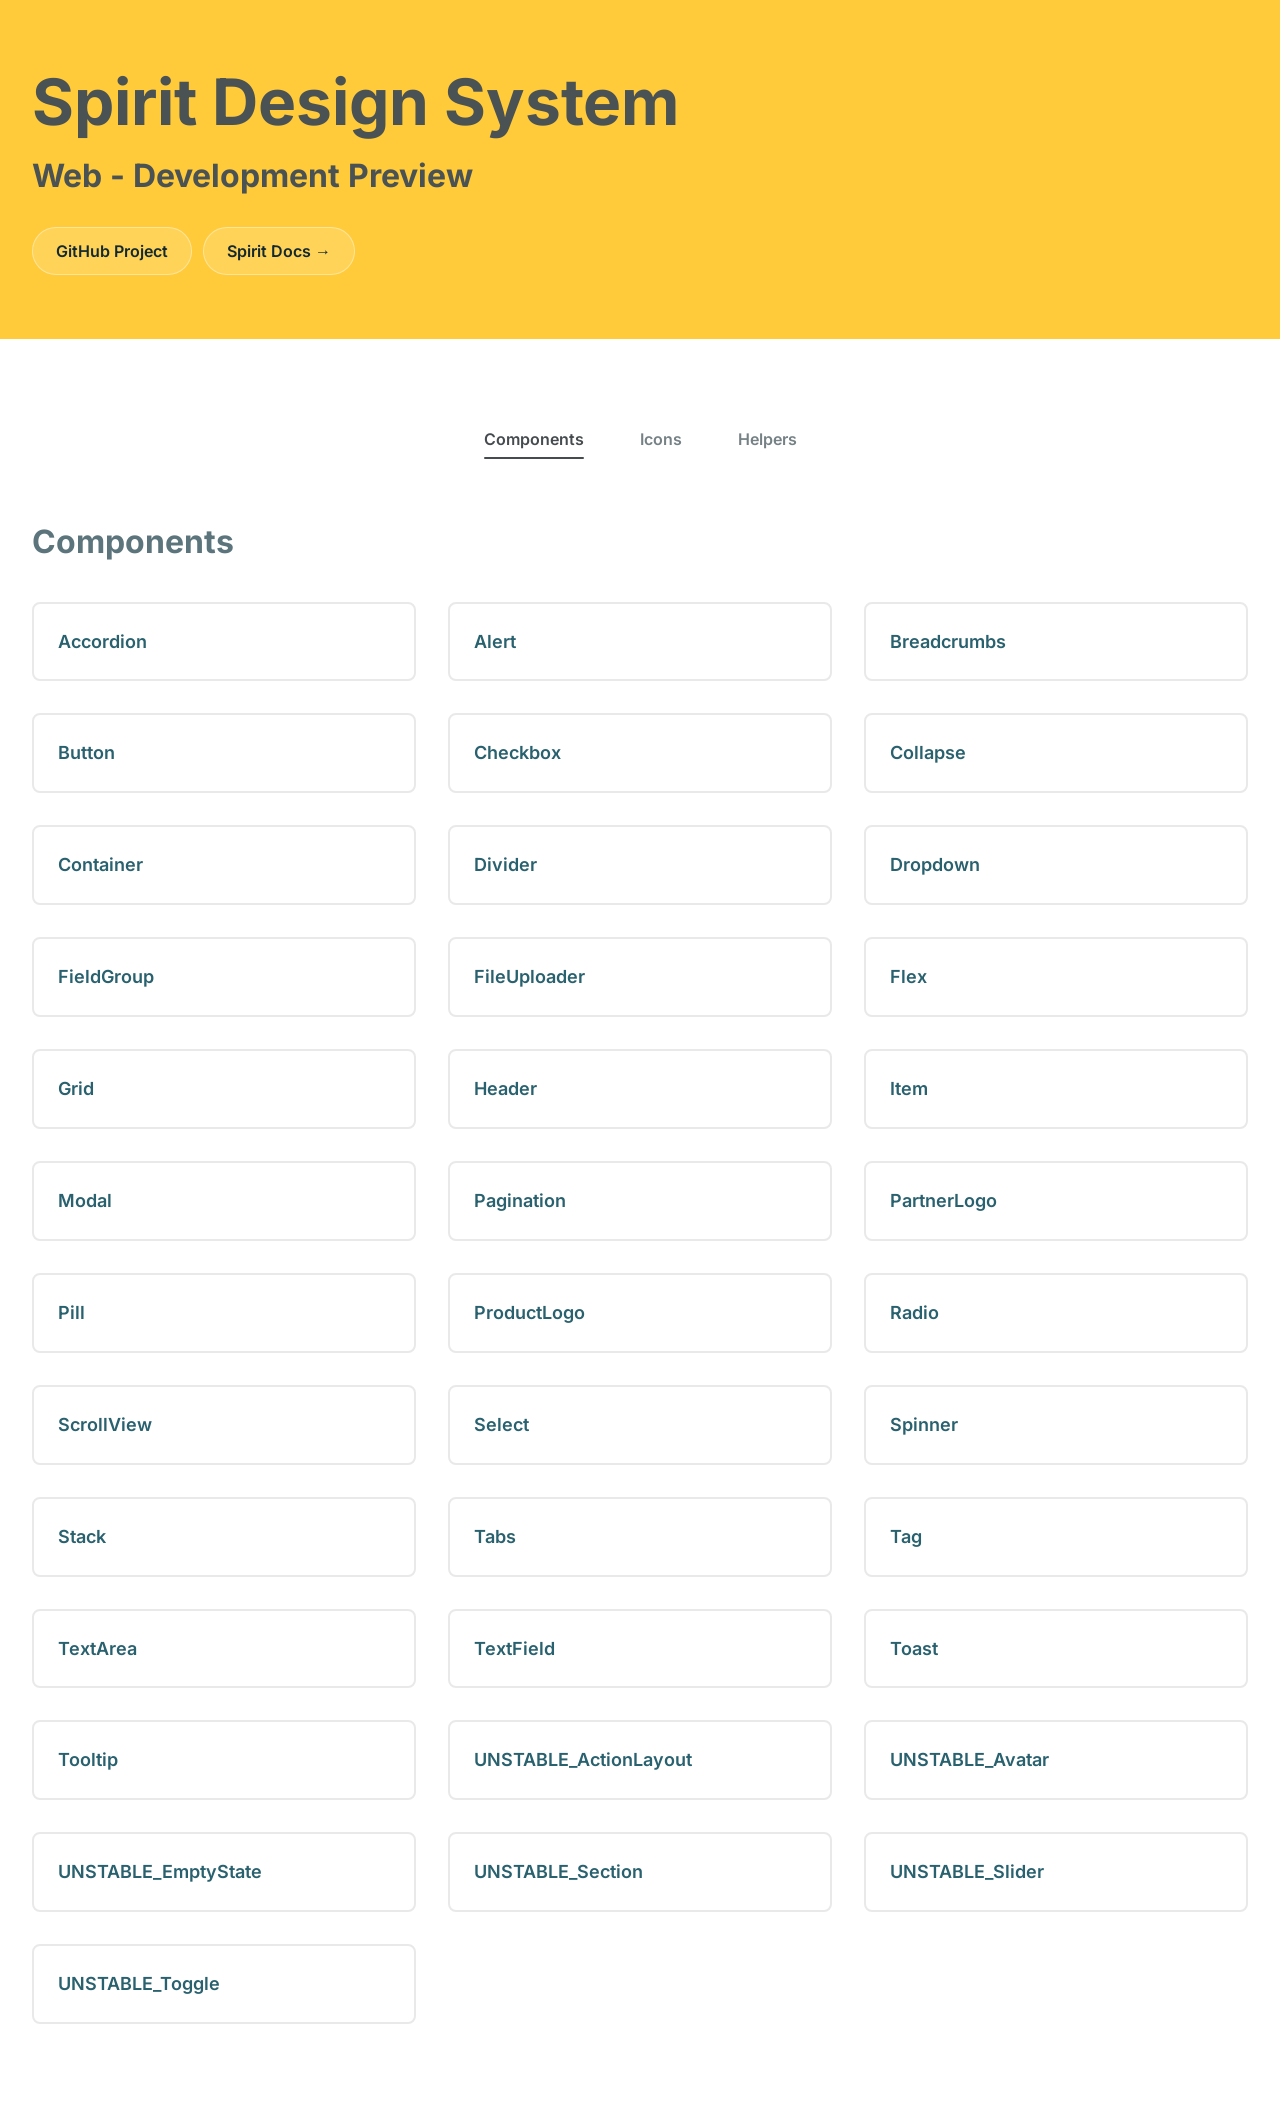 Spirit Design System
Web - Development Preview
GitHub Project
Spirit Docs →
Components
Icons
Helpers
Components
Accordion
Alert
Breadcrumbs
Button
Checkbox
Collapse
Container
Divider
Dropdown
FieldGroup
FileUploader
Flex
Grid
Header
Item
Modal
Pagination
PartnerLogo
Pill
ProductLogo
Radio
ScrollView
Select
Spinner
Stack
Tabs
Tag
TextArea
TextField
Toast
Tooltip
UNSTABLE_ActionLayout
UNSTABLE_Avatar
UNSTABLE_EmptyState
UNSTABLE_Section
UNSTABLE_Slider
UNSTABLE_Toggle